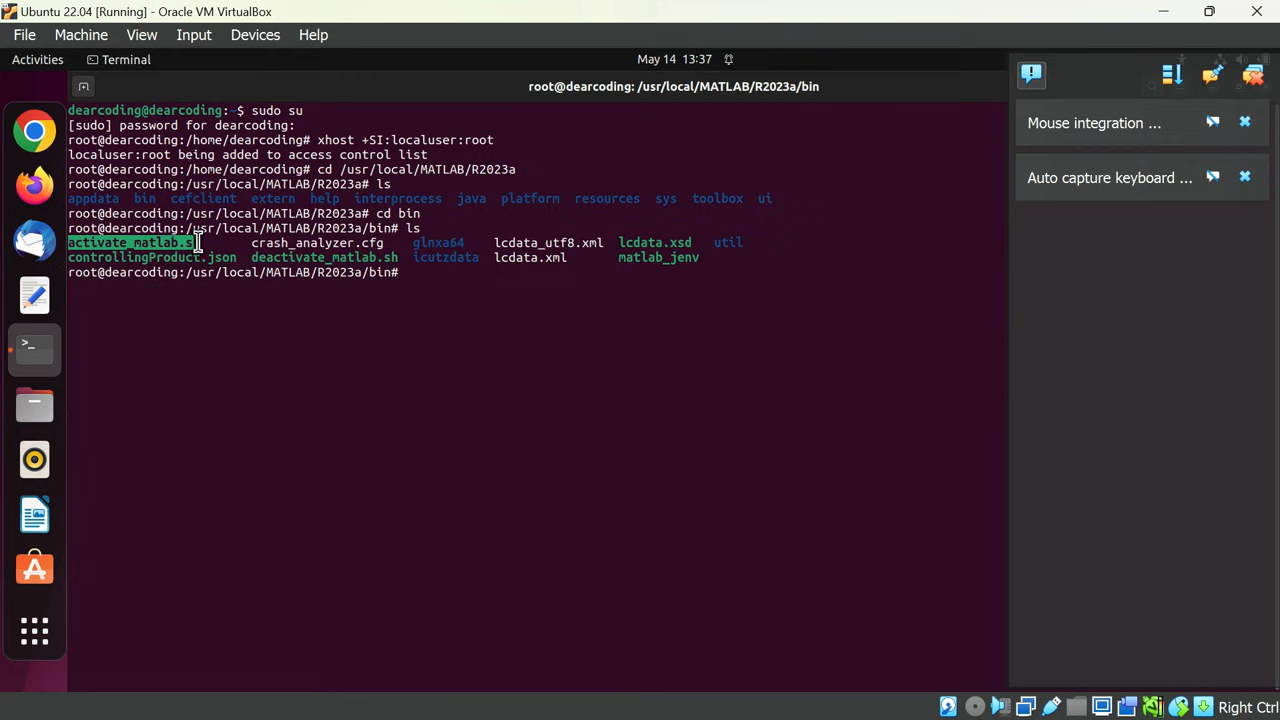 Ubuntu 22.04 [Running] - Oracle VM VirtualBox
File Machine View Input Devices Help
Activities Terminal May 14 13:37
root@dearcoding: /usr/local/MATLAB/R2023a/bin
Mouse integration ...
Auto capture keyboard ...
dearcoding@dearcoding:~$ sudo su
[sudo] password for dearcoding:
root@dearcoding:/home/dearcoding# xhost +SI:localuser:root
localuser:root being added to access control list
root@dearcoding:/home/dearcoding# cd /usr/local/MATLAB/R2023a
root@dearcoding:/usr/local/MATLAB/R2023a# ls
appdata bin cefclient extern help interprocess java platform resources sys toolbox ui
root@dearcoding:/usr/local/MATLAB/R2023a# cd bin
root@dearcoding:/usr/local/MATLAB/R2023a/bin# ls
crash_analyzer.cfg glnxa64 lcdata_utf8.xml lcdata.xsd util
controllingProduct.json deactivate_matlab.sh icutzdata lcdata.xml matlab_jenv
root@dearcoding:/usr/local/MATLAB/R2023a/bin#
Right Ctrl